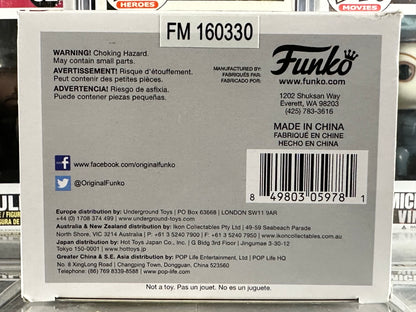 HEROES
MOVIES
FM 160330
WARNING! Choking Hazard.
May contain small parts.
AVERTISSEMENT! Risque d'étouffement.
Peut contenir des petites pièces.
ADVERTENCIA! Riesgo de asfixia.
Puede contener piezas pequeñas.
MANUFACTURED BY:
FABRIQUÉ PAR:
FABRICADO POR:
Funko
www.funko.com
1202 Shuksan Way
Everett, WA 98203
(425) 783-3616
MADE IN CHINA
FABRIQUÉ EN CHINE
HECHO EN CHINA
www.facebook.com/originalfunko
@OriginalFunko
8 49803 05978 1
Europe distribution by: Underground Toys | PO Box 63668 | LONDON SW11 9AR
+44 (0) 1708 374 499 | www.underground-toys.com
Australia & New Zealand distribution by: Ikon Collectables Pty Ltd | 49-59 Seabeach Parade
North Shore, VIC 3214 Australia | P: +61 3 5240 7900 | F: +61 3 5240 7950 | www.ikoncollectables.com.au
Japan distribution by: Hot Toys Japan Co., Inc. | G Bldg 3rd Floor | Jingumae 3-30-12
Tokyo 150-0001 | www.hottoys.jp
Greater China & S.E. Asia distribution by: POP Life Entertainment, Ltd | POP Life HQ
No. 8 XingLong Road | Changping Town, Dongguan, China 523560
Telephone: (86) 769 8339-8588 | www.pop-life.com
Not a toy. Pas un jouet. No es un juguete.